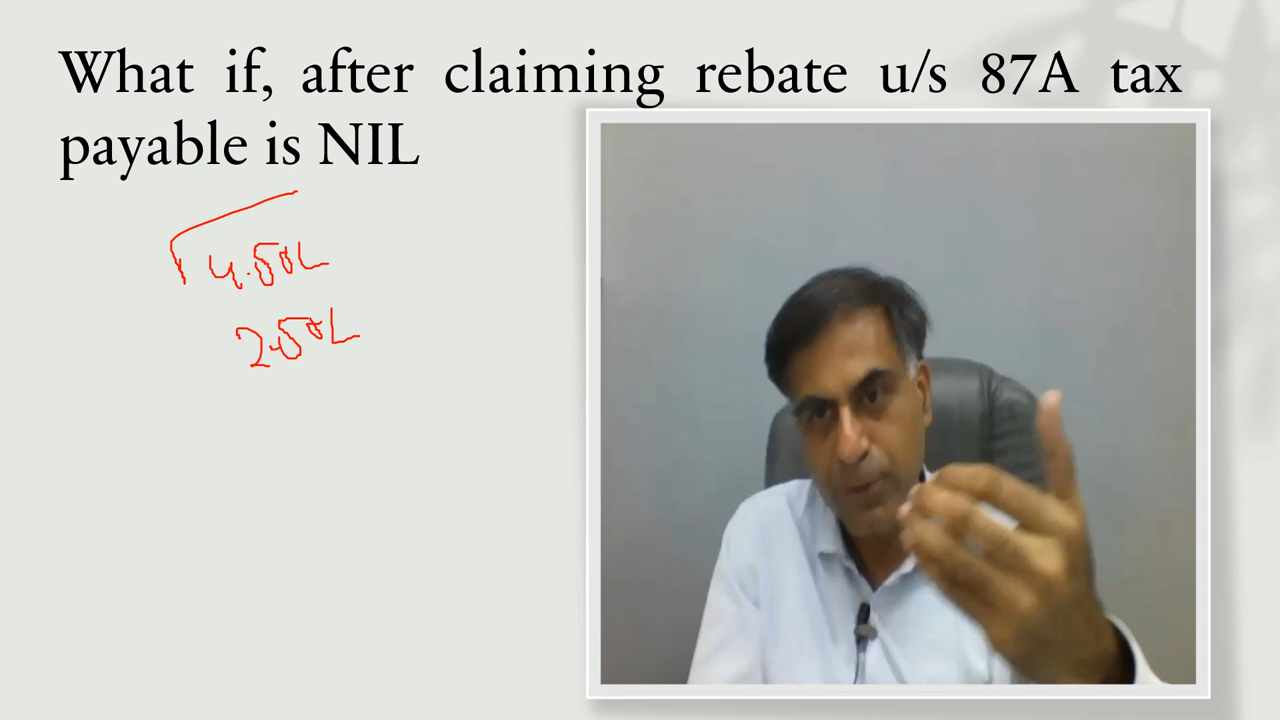 What if, after claiming rebate u/s 87A tax
payable is NIL
4.50L
2.50L